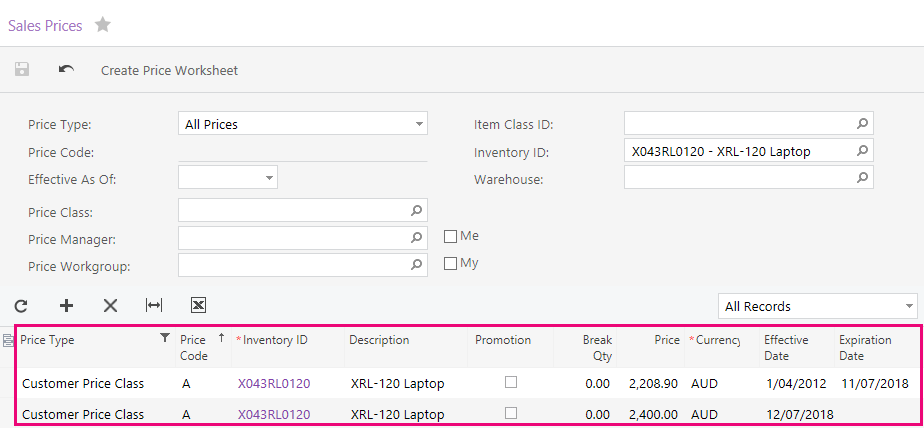 Sales Prices
Create Price Worksheet
Price Type: All Prices Item Class ID:
Price Code: Inventory ID: X043RL0120 - XRL-120 Laptop
Effective As Of: Warehouse:
Price Class:
Price Manager: Me
Price Workgroup: My
All Records
Price Type Price Code *Inventory ID Description Promotion Break Qty Price *Currency Effective Date Expiration Date
Customer Price Class A X043RL0120 XRL-120 Laptop 0.00 2,208.90 AUD 1/04/2012 11/07/2018
Customer Price Class A X043RL0120 XRL-120 Laptop 0.00 2,400.00 AUD 12/07/2018